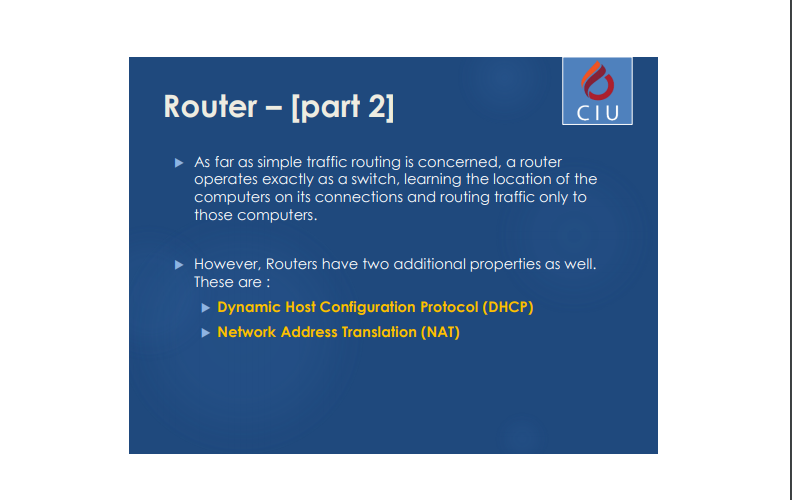 CIU
Router – [part 2]
As far as simple traffic routing is concerned, a router
operates exactly as a switch, learning the location of the
computers on its connections and routing traffic only to
those computers.
However, Routers have two additional properties as well.
These are :
Dynamic Host Configuration Protocol (DHCP)
Network Address Translation (NAT)